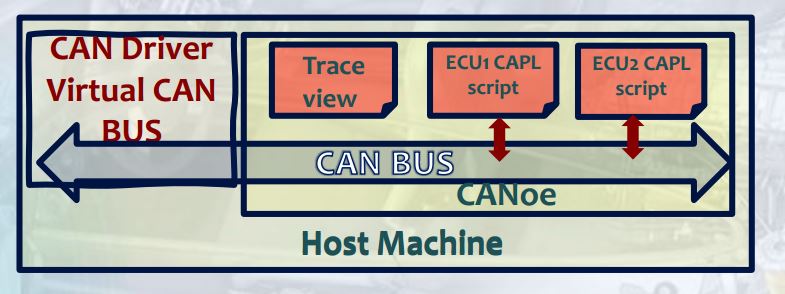 CAN Driver
Virtual CAN
BUS
Trace
view
ECU1 CAPL
script
ECU2 CAPL
script
CAN BUS
CANoe
Host Machine